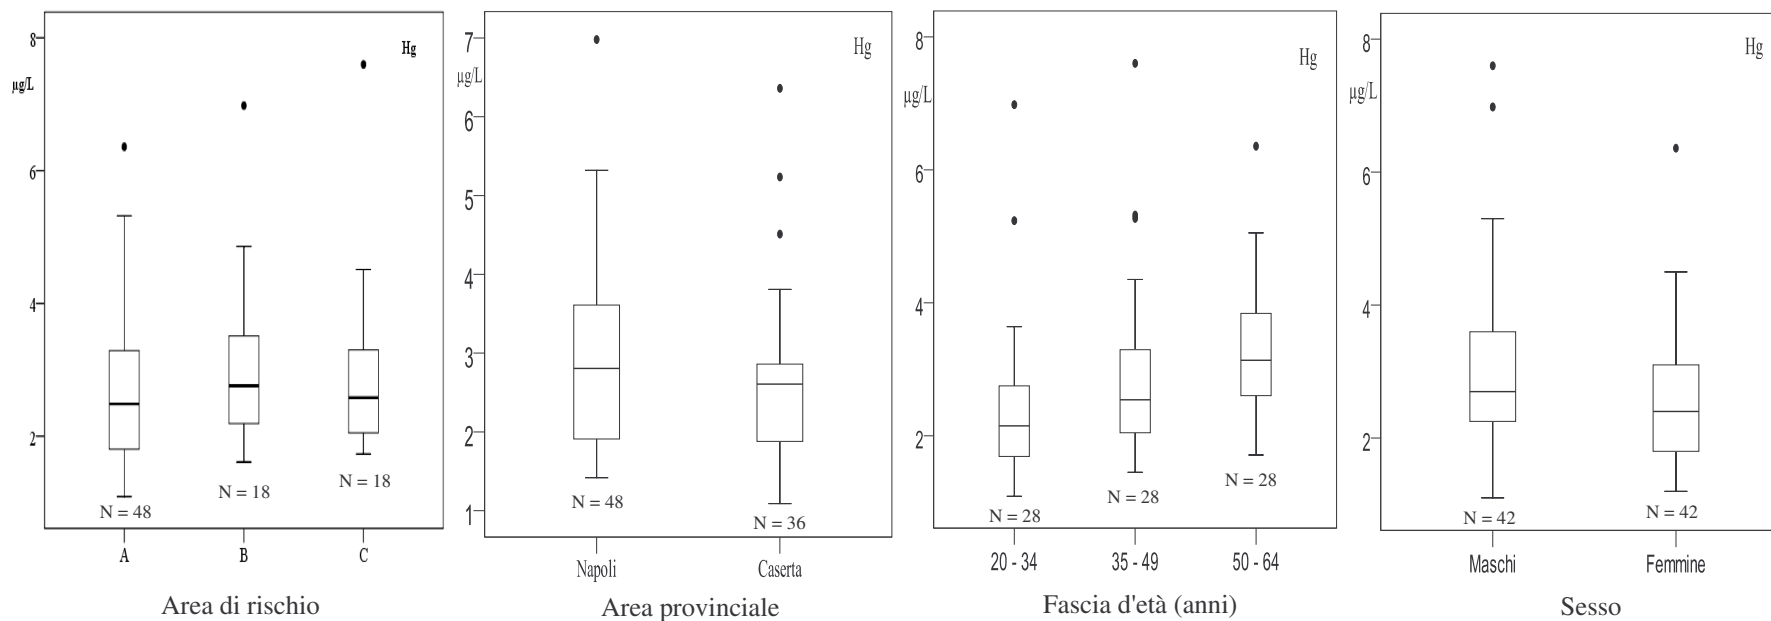 8
Hg
µg/L
6
4
2
N = 48
N = 18
N = 18
A
B
C
Area di rischio
7
Hg
µg/L
6
5
4
3
2
1
N = 48
N = 36
Napoli
Caserta
Area provinciale
8
Hg
µg/L
6
4
2
N = 28
N = 28
N = 28
20 - 34
35 - 49
50 - 64
Fascia d'età (anni)
8
Hg
µg/L
6
4
2
N = 42
N = 42
Maschi
Femmine
Sesso